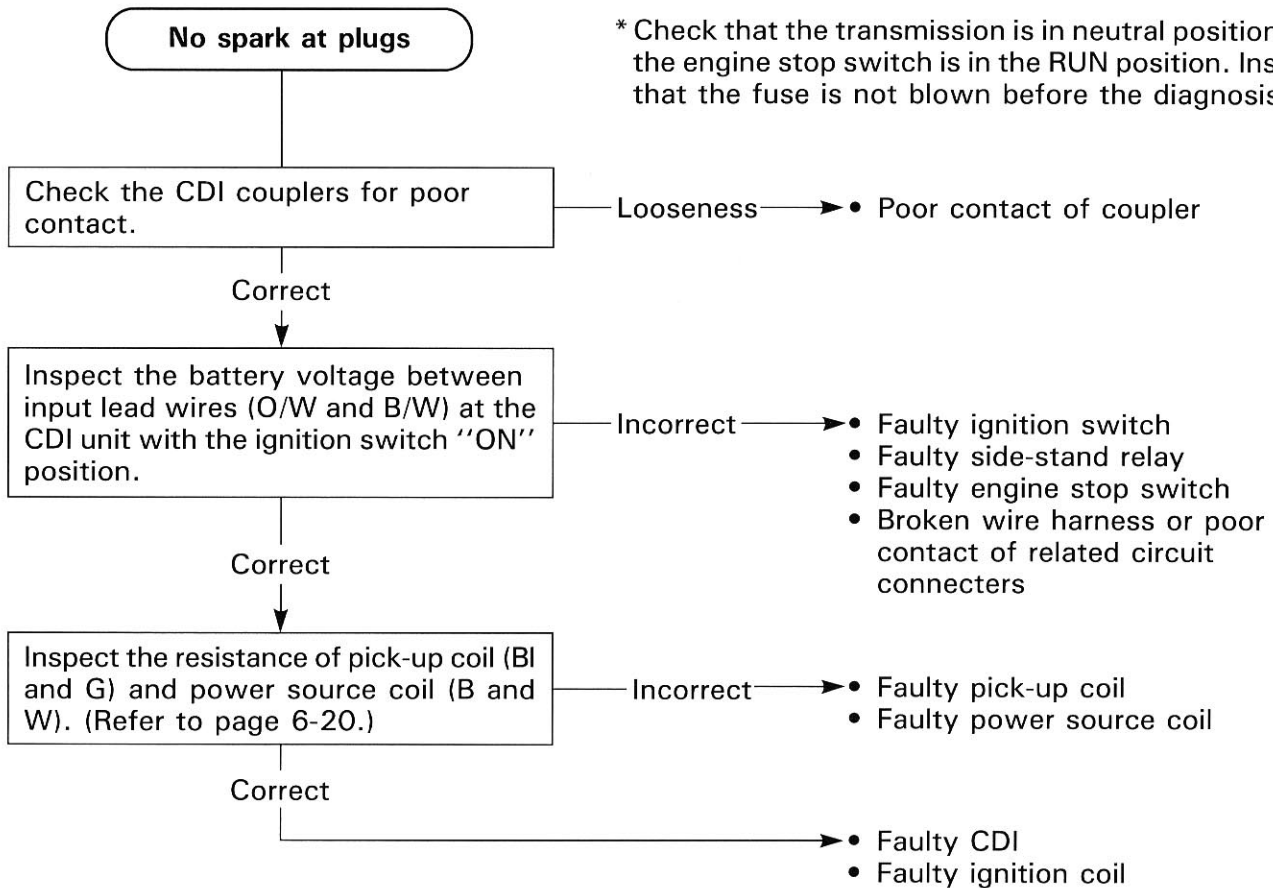 No spark at plugs
* Check that the transmission is in neutral position
the engine stop switch is in the RUN position. Ins
that the fuse is not blown before the diagnosis
Check the CDI couplers for poor
contact.
Looseness
• Poor contact of coupler
Correct
Inspect the battery voltage between
input lead wires (O/W and B/W) at the
CDI unit with the ignition switch ''ON''
position.
Incorrect
• Faulty ignition switch
• Faulty side-stand relay
• Faulty engine stop switch
• Broken wire harness or poor
contact of related circuit
connecters
Correct
Inspect the resistance of pick-up coil (Bl
and G) and power source coil (B and
W). (Refer to page 6-20.)
Incorrect
• Faulty pick-up coil
• Faulty power source coil
Correct
• Faulty CDI
• Faulty ignition coil